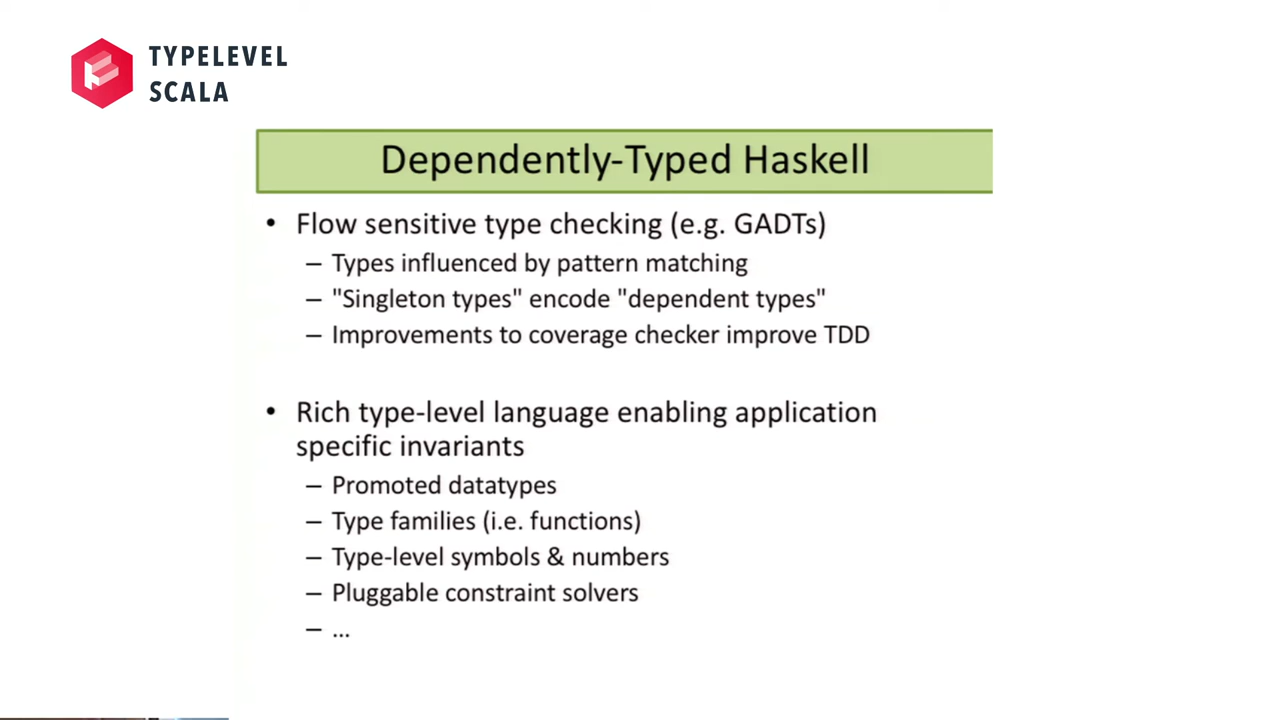 TYPELEVEL
SCALA
Dependently-Typed Haskell
• Flow sensitive type checking (e.g. GADTs)
– Types influenced by pattern matching
– "Singleton types" encode "dependent types"
– Improvements to coverage checker improve TDD
• Rich type-level language enabling application
specific invariants
– Promoted datatypes
– Type families (i.e. functions)
– Type-level symbols & numbers
– Pluggable constraint solvers
– ...